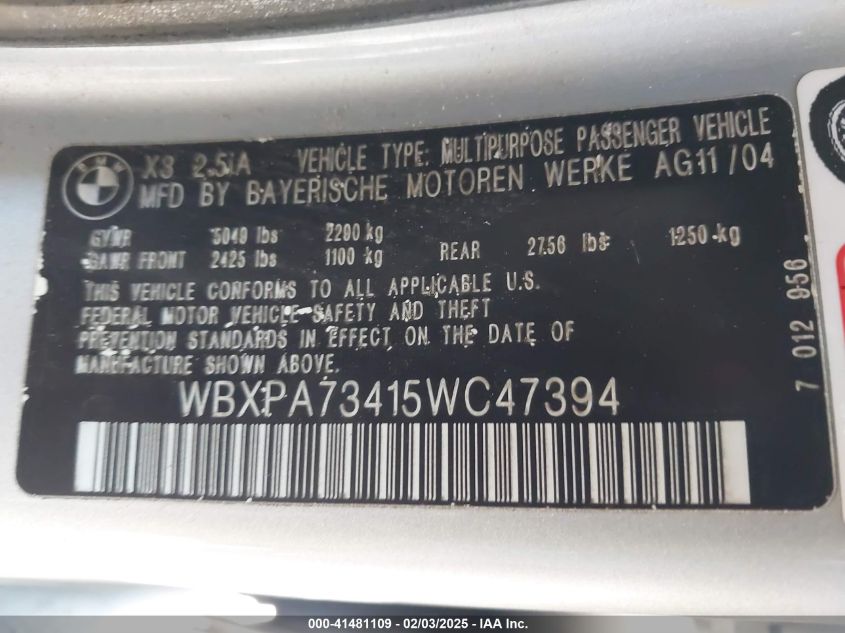 BMW
X3 2.5iA VEHICLE TYPE: MULTIPURPOSE PASSENGER VEHICLE
MFD BY BAYERISCHE MOTOREN WERKE AG11/04
GVWR 5049 lbs 2290 kg
GAWR FRONT 2425 lbs 1100 kg REAR 2756 lbs 1250-kg
THIS VEHICLE CONFORMS TO ALL APPLICABLE U.S.
FEDERAL MOTOR VEHICLE SAFETY AND THEFT
PREVENTION STANDARDS IN EFFECT ON THE DATE OF
MANUFACTURE SHOWN ABOVE.
WBXPA73415WC47394
7 012 956
000-41481109 - 02/03/2025 - IAA Inc.